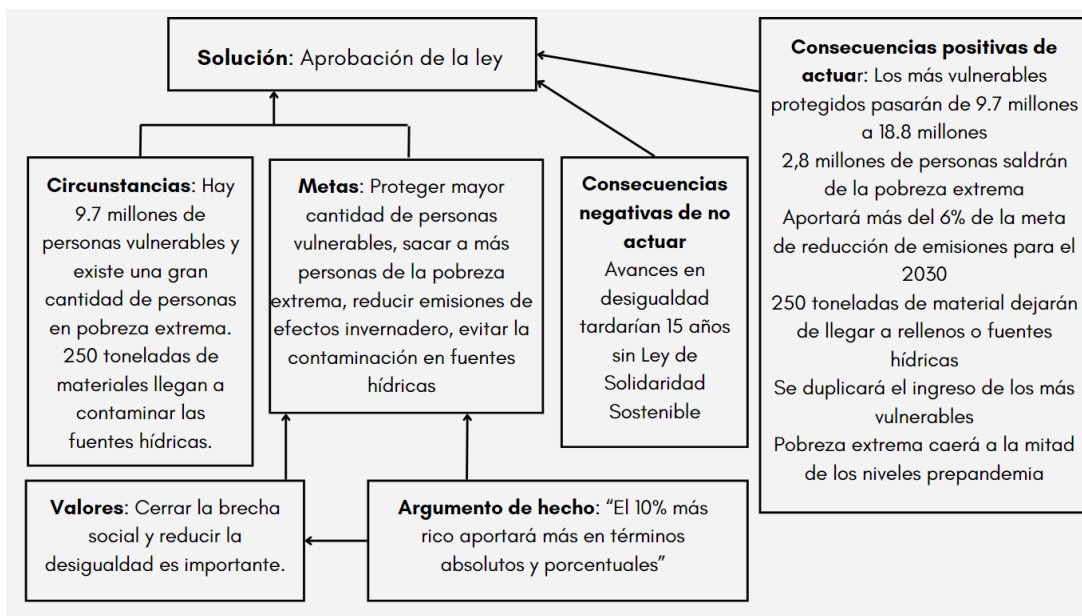 Solución: Aprobación de la ley
Consecuencias positivas de
actuar: Los más vulnerables
protegidos pasarán de 9.7 millones
a 18.8 millones
2,8 millones de personas saldrán
de la pobreza extrema
Aportará más del 6% de la meta
de reducción de emisiones para el
2030
250 toneladas de material dejarán
de llegar a rellenos o fuentes
hídricas
Se duplicará el ingreso de los más
vulnerables
Pobreza extrema caerá a la mitad
de los niveles prepandemia
Circunstancias: Hay
9.7 millones de
personas vulnerables y
existe una gran
cantidad de personas
en pobreza extrema.
250 toneladas de
materiales llegan a
contaminar las
fuentes hídricas.
Metas: Proteger mayor
cantidad de personas
vulnerables, sacar a más
personas de la pobreza
extrema, reducir emisiones de
efectos invernadero, evitar la
contaminación en fuentes
hídricas
Consecuencias
negativas de no
actuar
Avances en
desigualdad
tardarían 15 años
sin Ley de
Solidaridad
Sostenible
Valores: Cerrar la brecha
social y reducir la
desigualdad es importante.
Argumento de hecho: “El 10% más
rico aportará más en términos
absolutos y porcentuales”